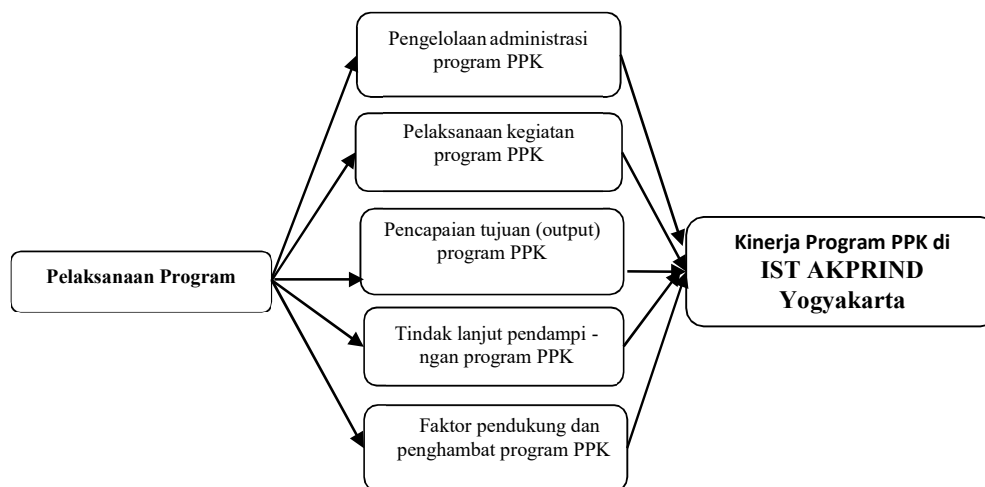 Pengelolaan administrasi
program PPK
Pelaksanaan kegiatan
program PPK
Pencapaian tujuan (output)
program PPK
Tindak lanjut pendampi -
ngan program PPK
Faktor pendukung dan
penghambat program PPK
Pelaksanaan Program
Kinerja Program PPK di
IST AKPRIND
Yogyakarta